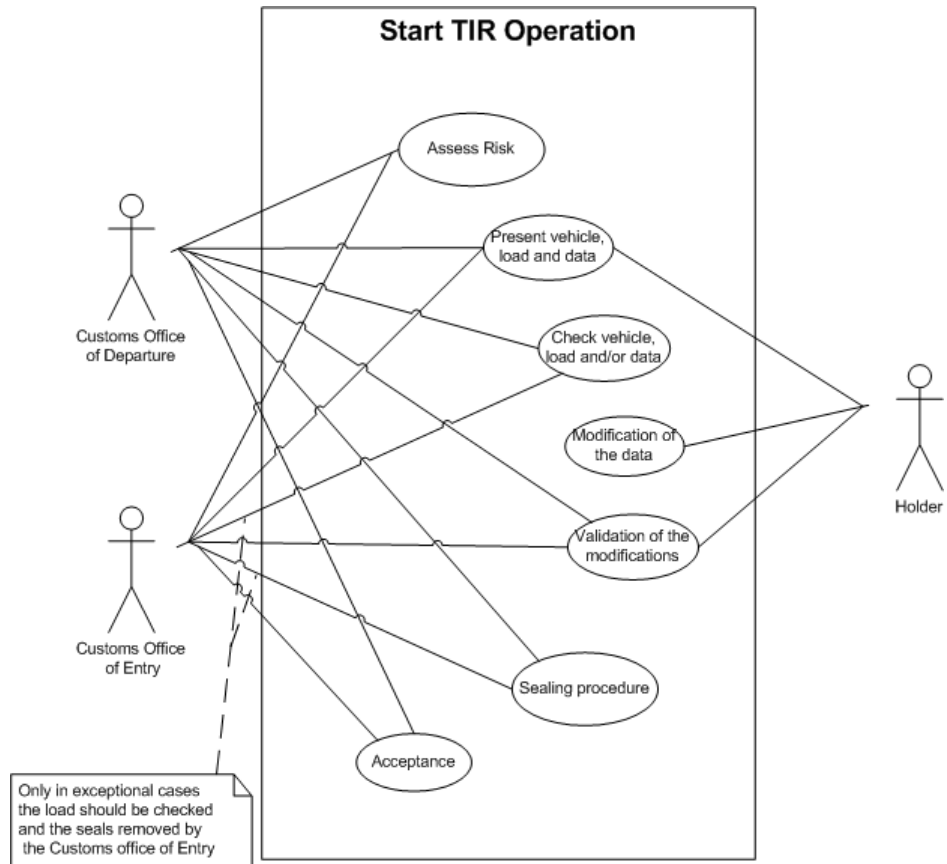 Start TIR Operation
Assess Risk
Present vehicle,
load and data
Customs Office
of Departure
Check vehicle,
load and/or data
Modification of
the data
Holder
Validation of the
modifications
Customs Office
of Entry
Sealing procedure
Acceptance
Only in exceptional cases
the load should be checked
and the seals removed by
the Customs office of Entry